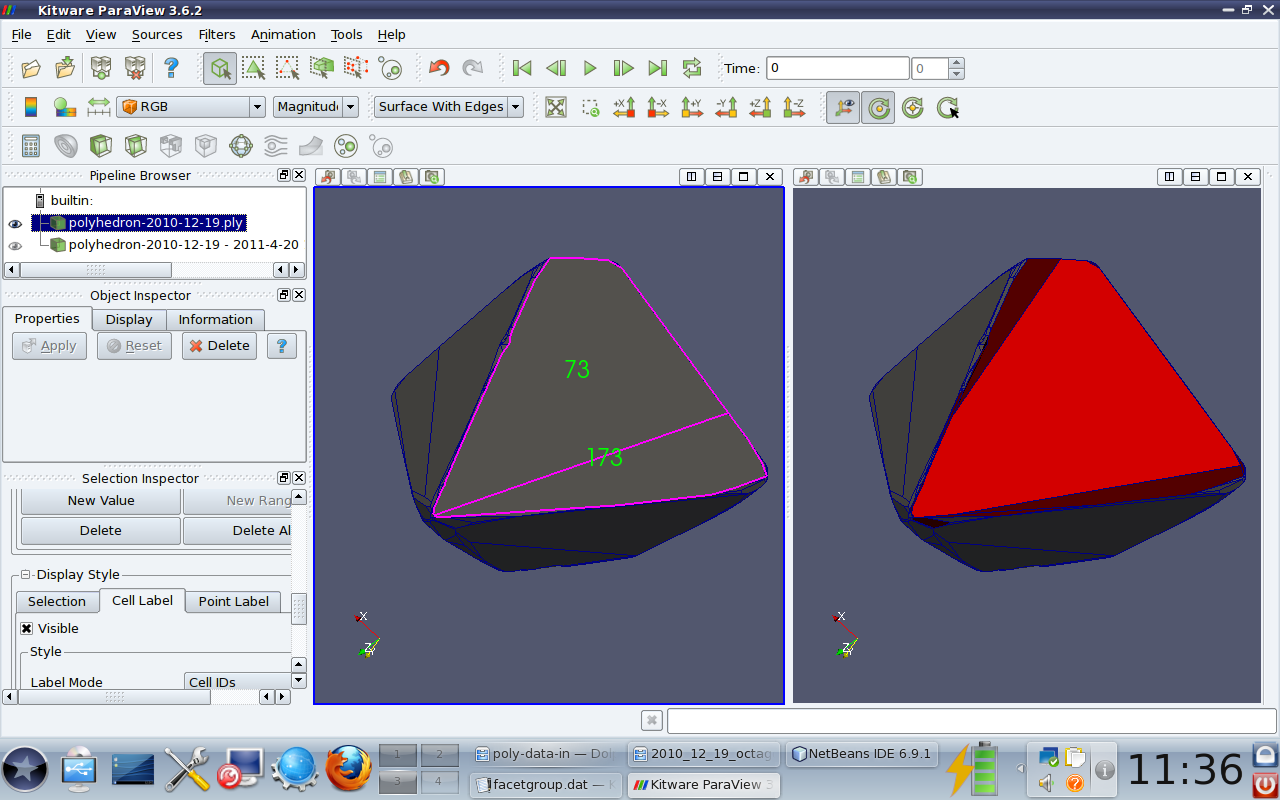 Kitware ParaView 3.6.2
File Edit View Sources Filters Animation Tools Help
Time: 0 0
RGB Magnitude Surface With Edges
+X -X +Y -Y +Z -Z
Pipeline Browser
builtin:
polyhedron-2010-12-19.ply
polyhedron-2010-12-19 - 2011-4-20
Object Inspector
Properties Display Information
Apply Reset Delete ?
Selection Inspector
New Value New Rang
Delete Delete Al
Display Style
Selection Cell Label Point Label
Visible
Style
Label Mode Cell IDs
73
173
X
Z
X
Z
1 2
3 4
poly-data-in — Dol
2010_12_19_octag
NetBeans IDE 6.9.1
facetgroup.dat — K
Kitware ParaView 3
11:36